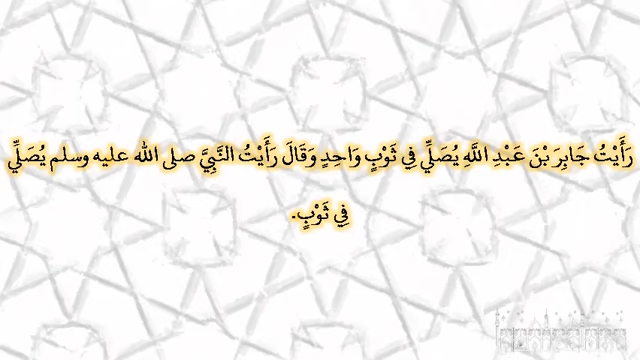 رَأَيْتُ جَابِرَ بْنَ عَبْدِ اللَّهِ يُصَلِّي فِي ثَوْبٍ وَاحِدٍ وَقَالَ رَأَيْتُ النَّبِيَّ صلى الله عليه وسلم يُصَلِّي
فِي ثَوْبٍ.